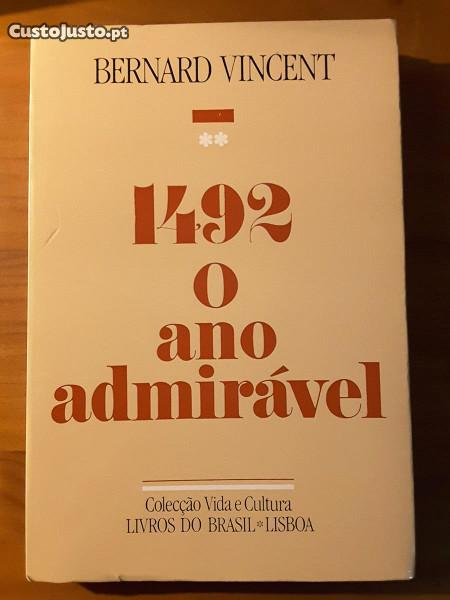 CustoJusto.pt
BERNARD VINCENT
**
1492
O
ano
admirável
Colecção Vida e Cultura
LIVROS DO BRASIL*LISBOA